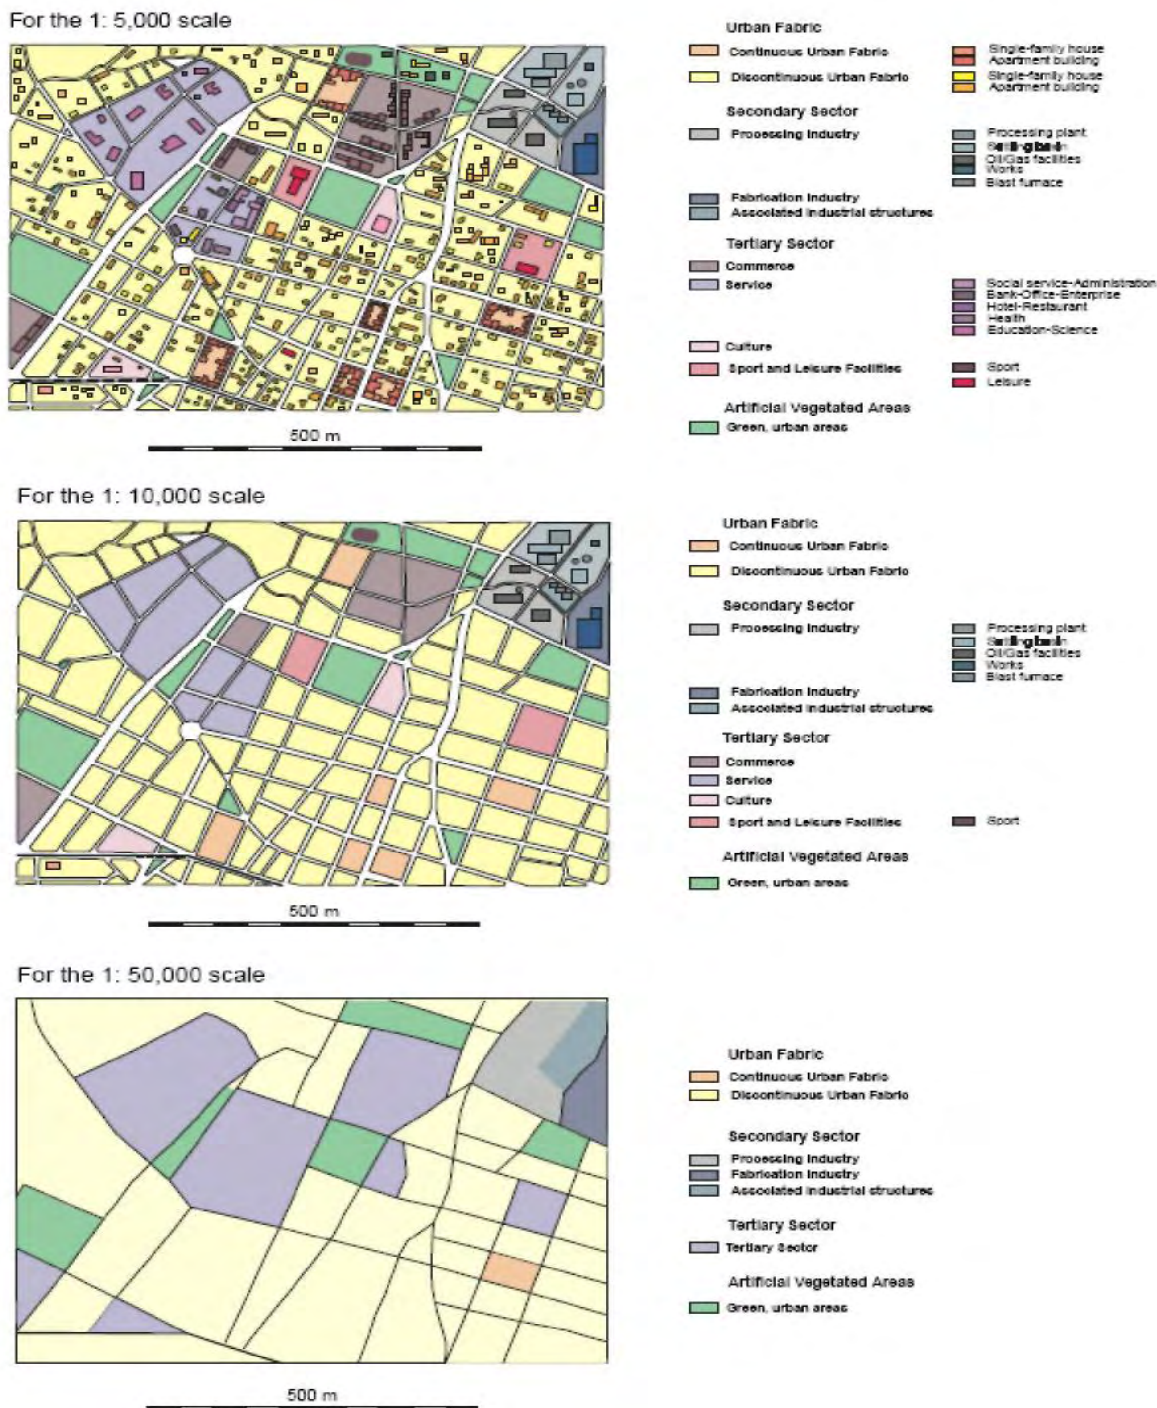 For the 1: 5,000 scale
Urban Fabric
Continuous Urban Fabric
Single-family house
Apartment building
Discontinuous Urban Fabric
Single-family house
Apartment building
Secondary Sector
Processing Industry
Processing plant
Oil/Gas facilities
Works
Blast furnace
Fabrication Industry
Associated Industrial structures
Tertiary Sector
Commerce
Service
Social service-Administration
Bank-Office-Enterprise
Hotel-Restaurant
Health
Education-Science
Culture
Sport and Leisure Facilities
Sport
Leisure
Artificial Vegetated Areas
Green, urban areas
500 m
For the 1: 10,000 scale
Urban Fabric
Continuous Urban Fabric
Discontinuous Urban Fabric
Secondary Sector
Processing Industry
Processing plant
Oil/Gas facilities
Works
Blast furnace
Fabrication Industry
Associated Industrial structures
Tertiary Sector
Commerce
Service
Culture
Sport and Leisure Facilities
Sport
Artificial Vegetated Areas
Green, urban areas
500 m
For the 1: 50,000 scale
Urban Fabric
Continuous Urban Fabric
Discontinuous Urban Fabric
Secondary Sector
Processing Industry
Fabrication Industry
Associated Industrial structures
Tertiary Sector
Tertiary Sector
Artificial Vegetated Areas
Green, urban areas
500 m